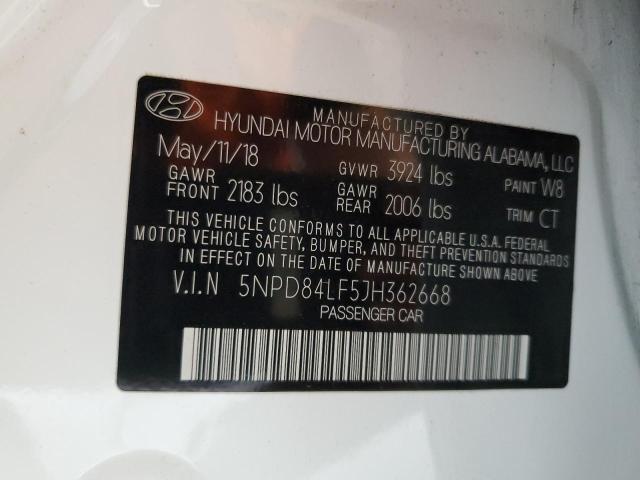 MANUFACTURED BY
HYUNDAI MOTOR MANUFACTURING ALABAMA, LLC
May/11/18 GVWR 3924 lbs PAINT W8
GAWR FRONT 2183 lbs GAWR REAR 2006 lbs TRIM CT
THIS VEHICLE CONFORMS TO ALL APPLICABLE U.S.A. FEDERAL
MOTOR VEHICLE SAFETY, BUMPER, AND THEFT PREVENTION STANDARDS
IN EFFECT ON THE DATE OF MANUFACTURE SHOWN ABOVE.
V.I.N 5NPD84LF5JH362668
PASSENGER CAR